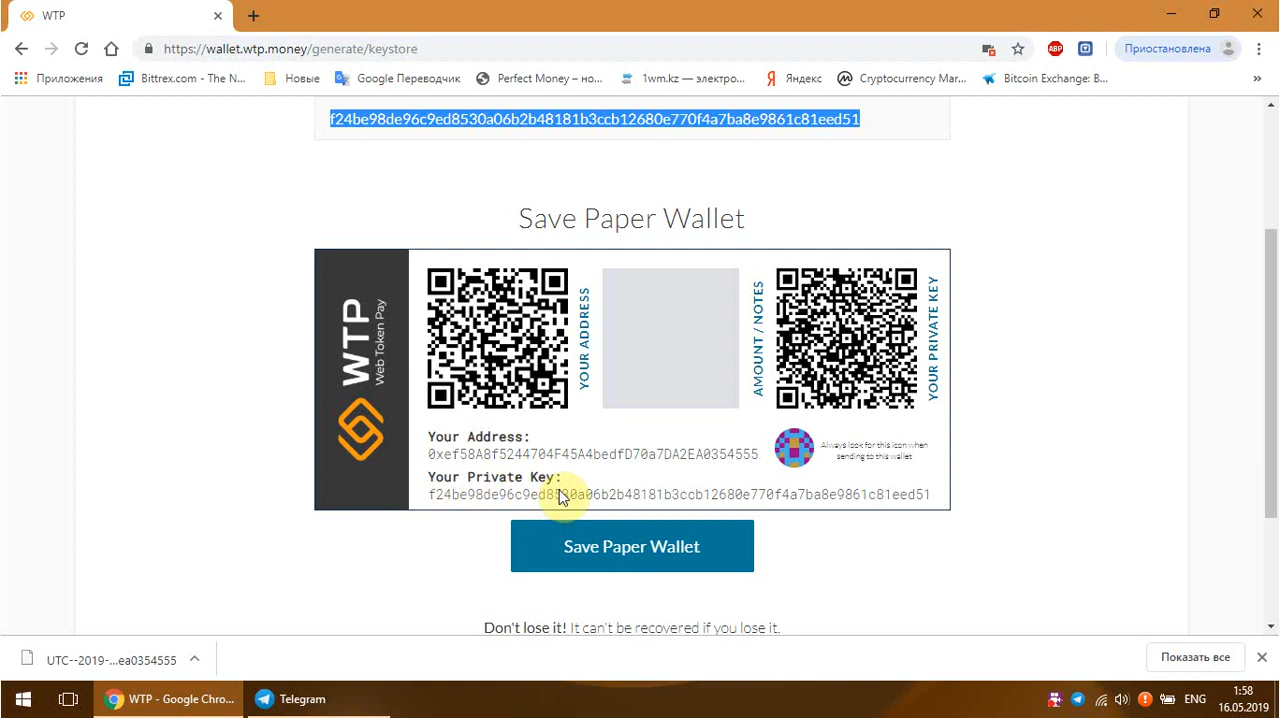 WTP
https://wallet.wtp.money/generate/keystore
ABP
Приостановлена
Приложения
Bittrex.com - The N...
Новые
Google Переводчик
Perfect Money – но...
1wm.kz — электро...
Яндекс
Cryptocurrency Mar...
Bitcoin Exchange: B...
»
f24be98de96c9ed8530a06b2b48181b3ccb12680e770f4a7ba8e9861c81eed51
Save Paper Wallet
WTP
Web Token Pay
YOUR ADDRESS
AMOUNT / NOTES
YOUR PRIVATE KEY
Your Address:
0xef58A8f5244704F45A4bedfD70a7DA2EA0354555
Always look for this icon when
sending to this wallet
Your Private Key:
f24be98de96c9ed8530a06b2b48181b3ccb12680e770f4a7ba8e9861c81eed51
Save Paper Wallet
Don't lose it! It can't be recovered if you lose it.
UTC--2019-...ea0354555
Показать все
WTP - Google Chro...
Telegram
ENG
1:58
16.05.2019